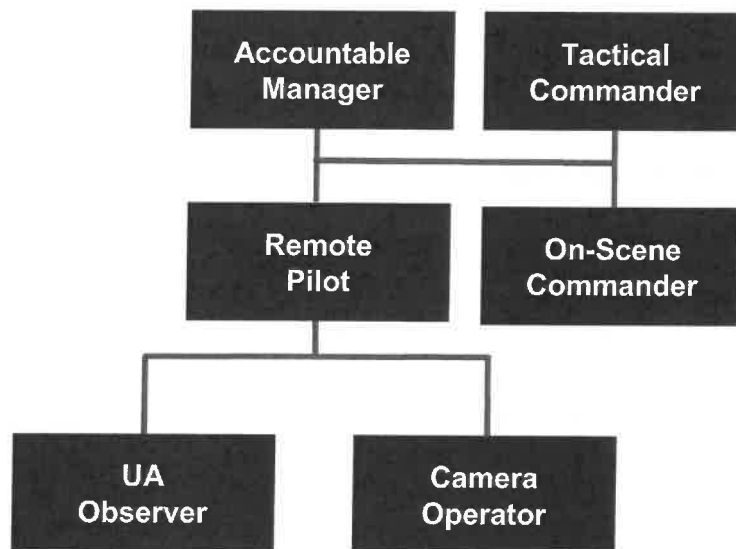 Accountable
Manager
Tactical
Commander
Remote
Pilot
On-Scene
Commander
UA
Observer
Camera
Operator